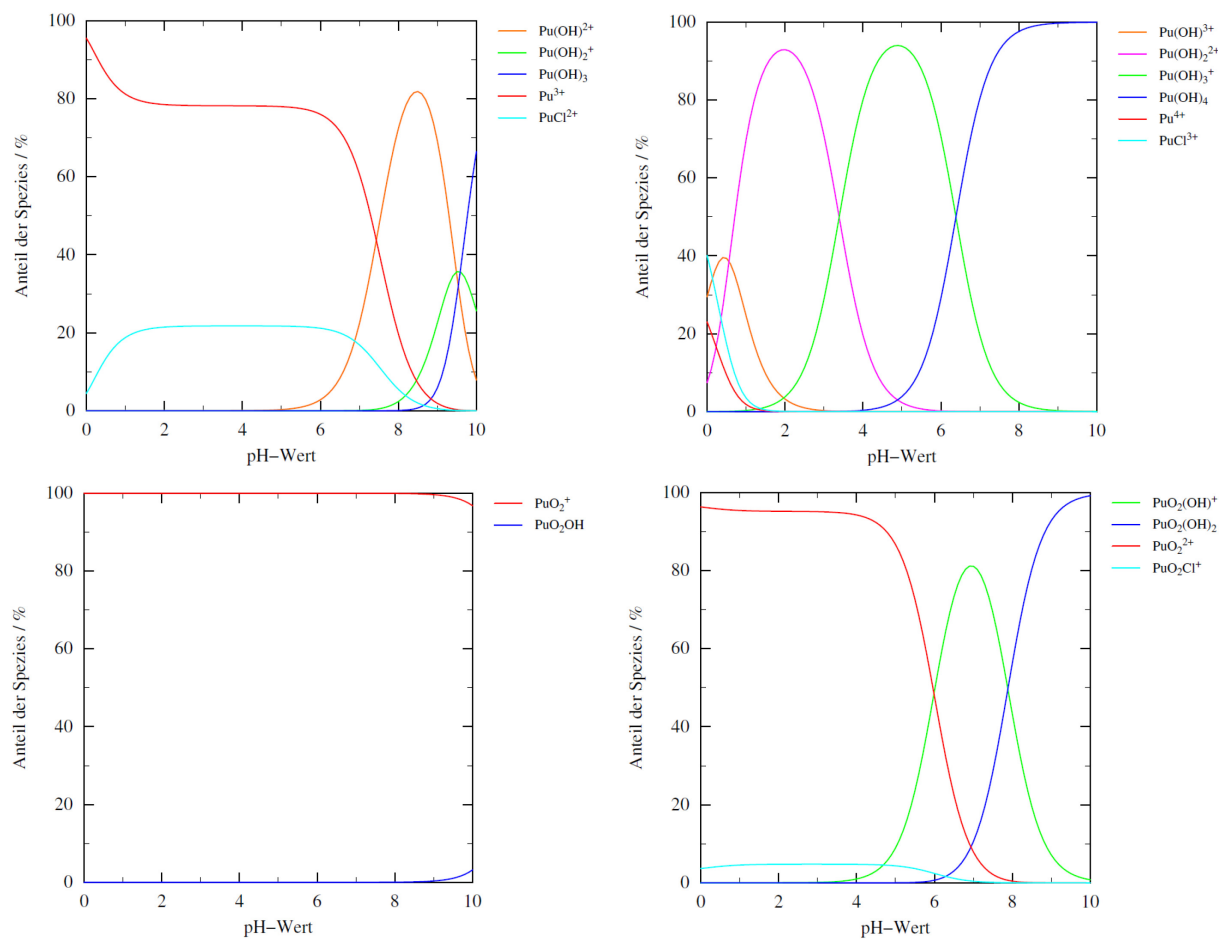 100
80
60
40
20
0
Anteil der Spezies / %
0 2 4 6 8 10
pH−Wert
Pu(OH)²⁺
Pu(OH)₂⁺
Pu(OH)₃
Pu³⁺
PuCl²⁺
100
80
60
40
20
0
Anteil der Spezies / %
0 2 4 6 8 10
pH−Wert
Pu(OH)³⁺
Pu(OH)₂²⁺
Pu(OH)₃⁺
Pu(OH)₄
Pu⁴⁺
PuCl³⁺
100
80
60
40
20
0
Anteil der Spezies / %
0 2 4 6 8 10
pH−Wert
PuO₂⁺
PuO₂OH
100
80
60
40
20
0
Anteil der Spezies / %
0 2 4 6 8 10
pH−Wert
PuO₂(OH)⁺
PuO₂(OH)₂
PuO₂²⁺
PuO₂Cl⁺